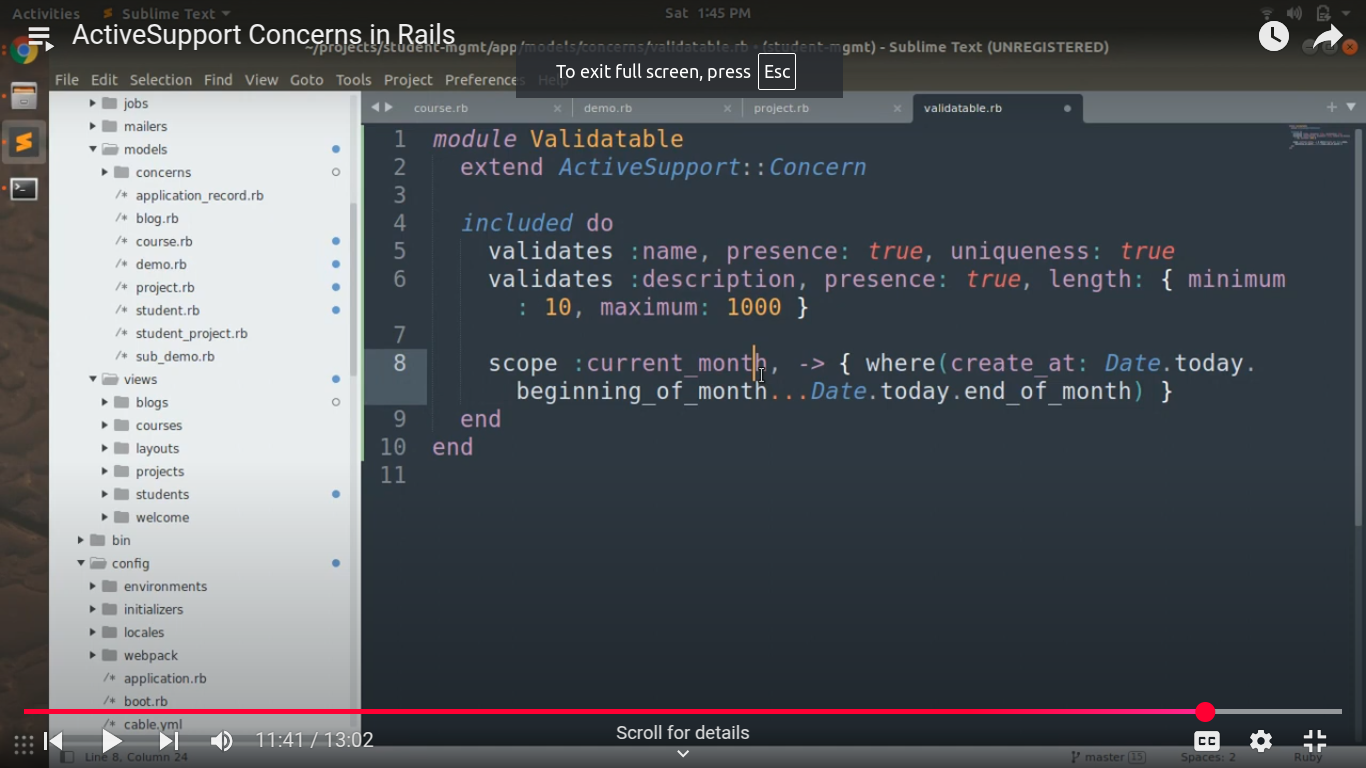 Activities Sublime Text Sat 1:45 PM
ActiveSupport Concerns in Rails
~/projects/student-mgmt/app/models/concerns/validatable.rb • (student-mgmt) - Sublime Text (UNREGISTERED)
To exit full screen, press Esc
File Edit Selection Find View Goto Tools Project Preferences Help
course.rb demo.rb project.rb validatable.rb
jobs
mailers
models
concerns
/* application_record.rb
/* blog.rb
/* course.rb
/* demo.rb
/* project.rb
/* student.rb
/* student_project.rb
/* sub_demo.rb
views
blogs
courses
layouts
projects
students
welcome
bin
config
environments
initializers
locales
webpack
/* application.rb
/* boot.rb
/* cable.yml
1 module Validatable
2 extend ActiveSupport::Concern
3
4 included do
5 validates :name, presence: true, uniqueness: true
6 validates :description, presence: true, length: { minimum
: 10, maximum: 1000 }
7
8 scope :current_month, -> { where(create_at: Date.today.
beginning_of_month...Date.today.end_of_month) }
9 end
10 end
11
11:41 / 13:02
Scroll for details
CC
Line 8, Column 24
master 15 Spaces: 2 Ruby